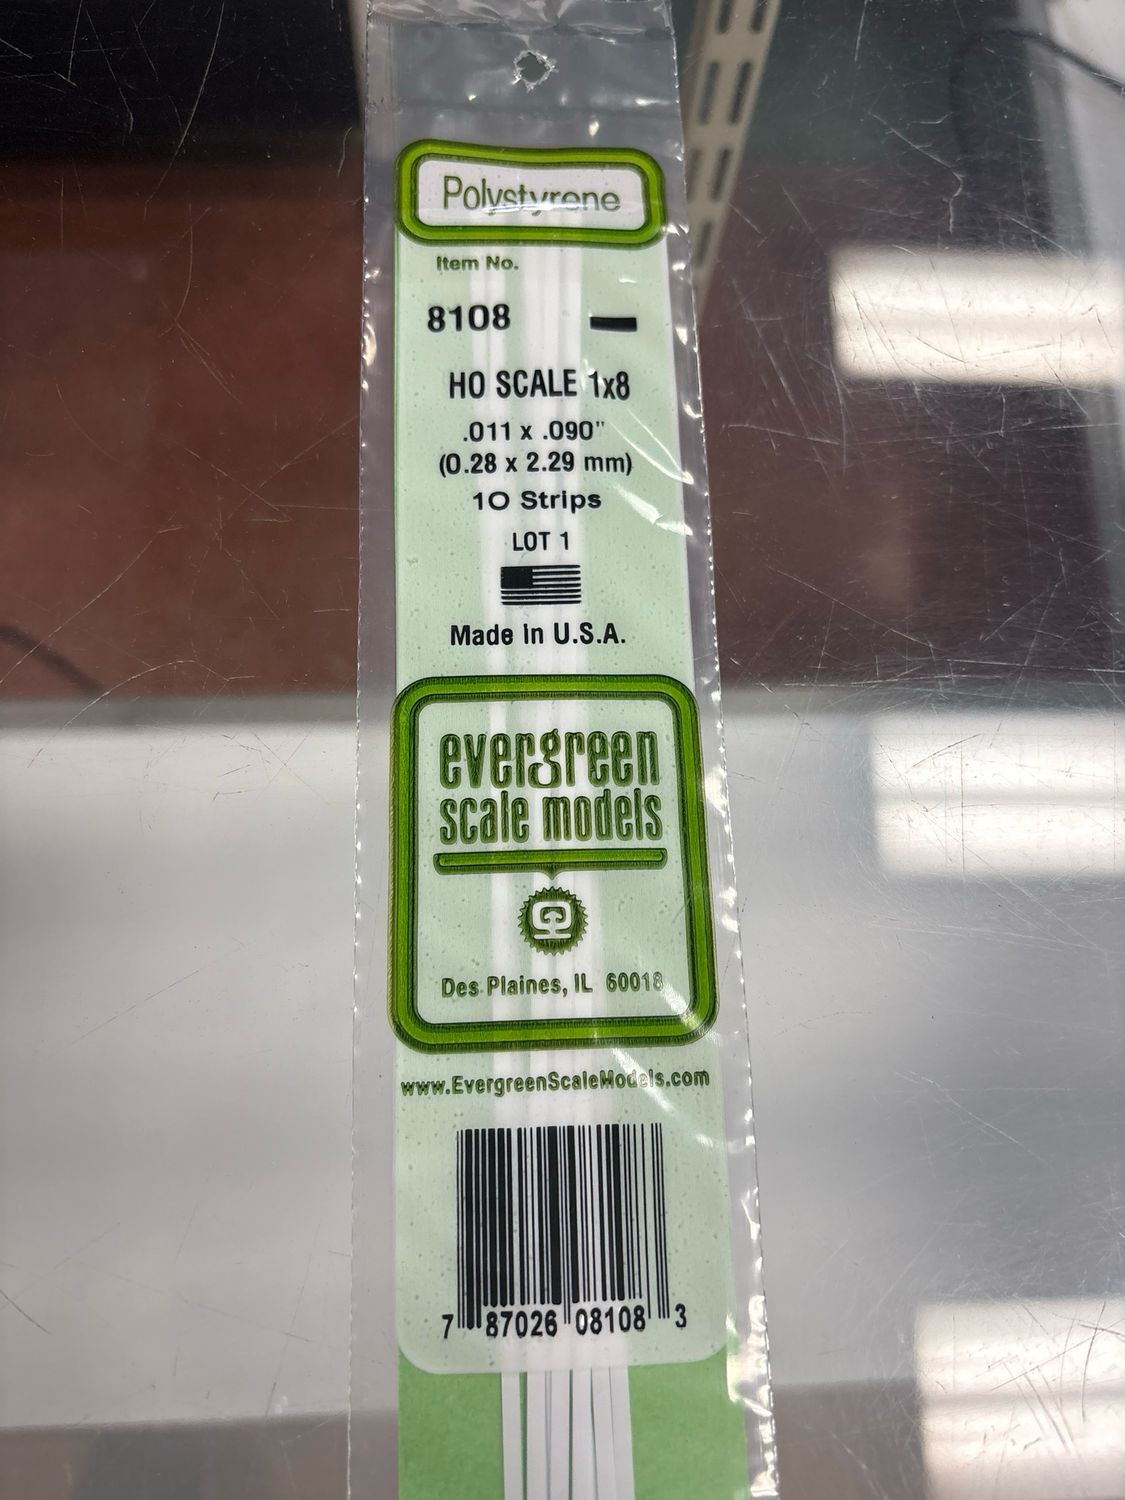 Polystyrene
Item No.
8108
HO SCALE 1x8
.011 x .090"
(0.28 x 2.29 mm)
10 Strips
LOT 1
Made in U.S.A.
evergreen
scale models
Des Plaines, IL 60018
www.EvergreenScaleModels.com
7 87026 08108 3